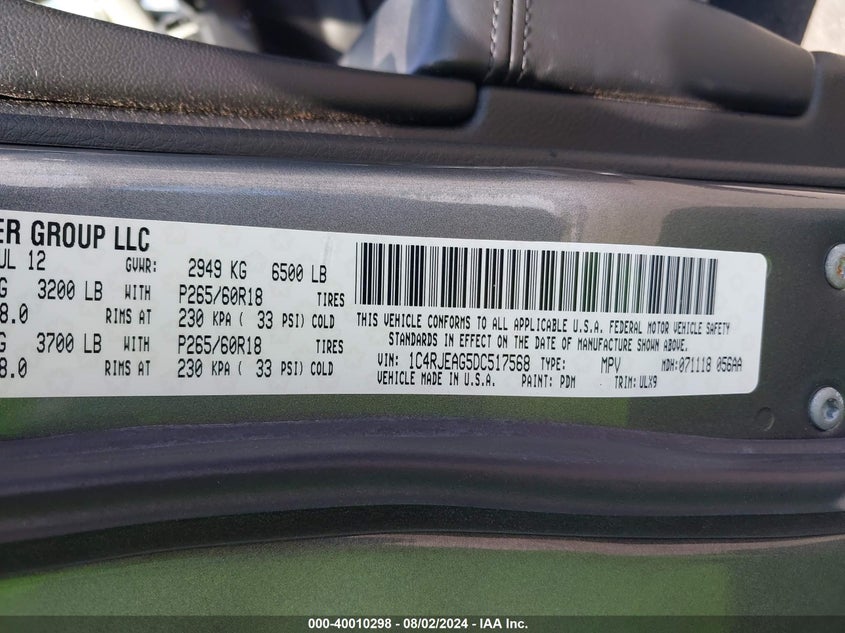 ER GROUP LLC
UL 12 GVWR: 2949 KG 6500 LB
G 3200 LB WITH P265/60R18 TIRES
8.0 RIMS AT 230 KPA ( 33 PSI) COLD
G 3700 LB WITH P265/60R18 TIRES
8.0 RIMS AT 230 KPA ( 33 PSI) COLD
THIS VEHICLE CONFORMS TO ALL APPLICABLE U.S.A. FEDERAL MOTOR VEHICLE SAFETY
STANDARDS IN EFFECT ON THE DATE OF MANUFACTURE SHOWN ABOVE.
VIN: 1C4RJEAG5DC517568 TYPE: MPV MDH:071118 056AA
VEHICLE MADE IN U.S.A. PAINT: PDM TRIM: ULX9
000-40010298 - 08/02/2024 - IAA Inc.